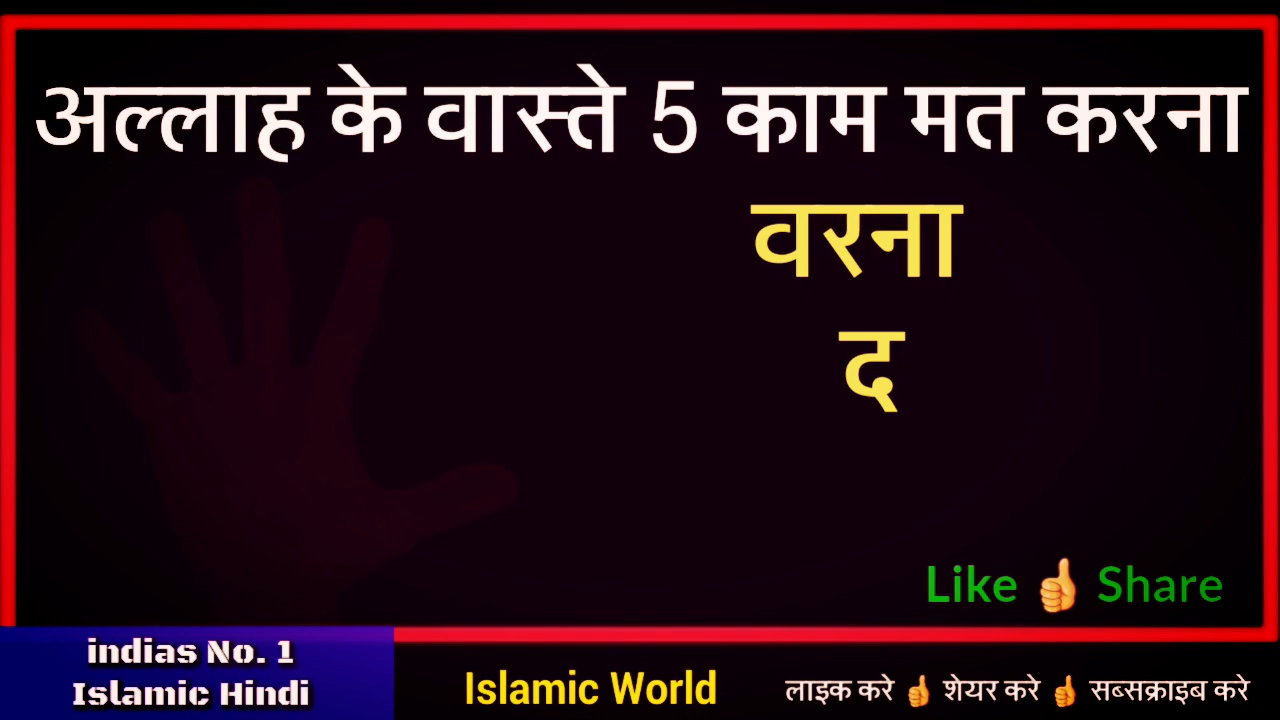 अल्लाह के वास्ते 5 काम मत करना
वरना
द
Like 👍 Share
indias No. 1
Islamic Hindi
Islamic World
लाइक करे 👍 शेयर करे 👍 सब्सक्राइब करे